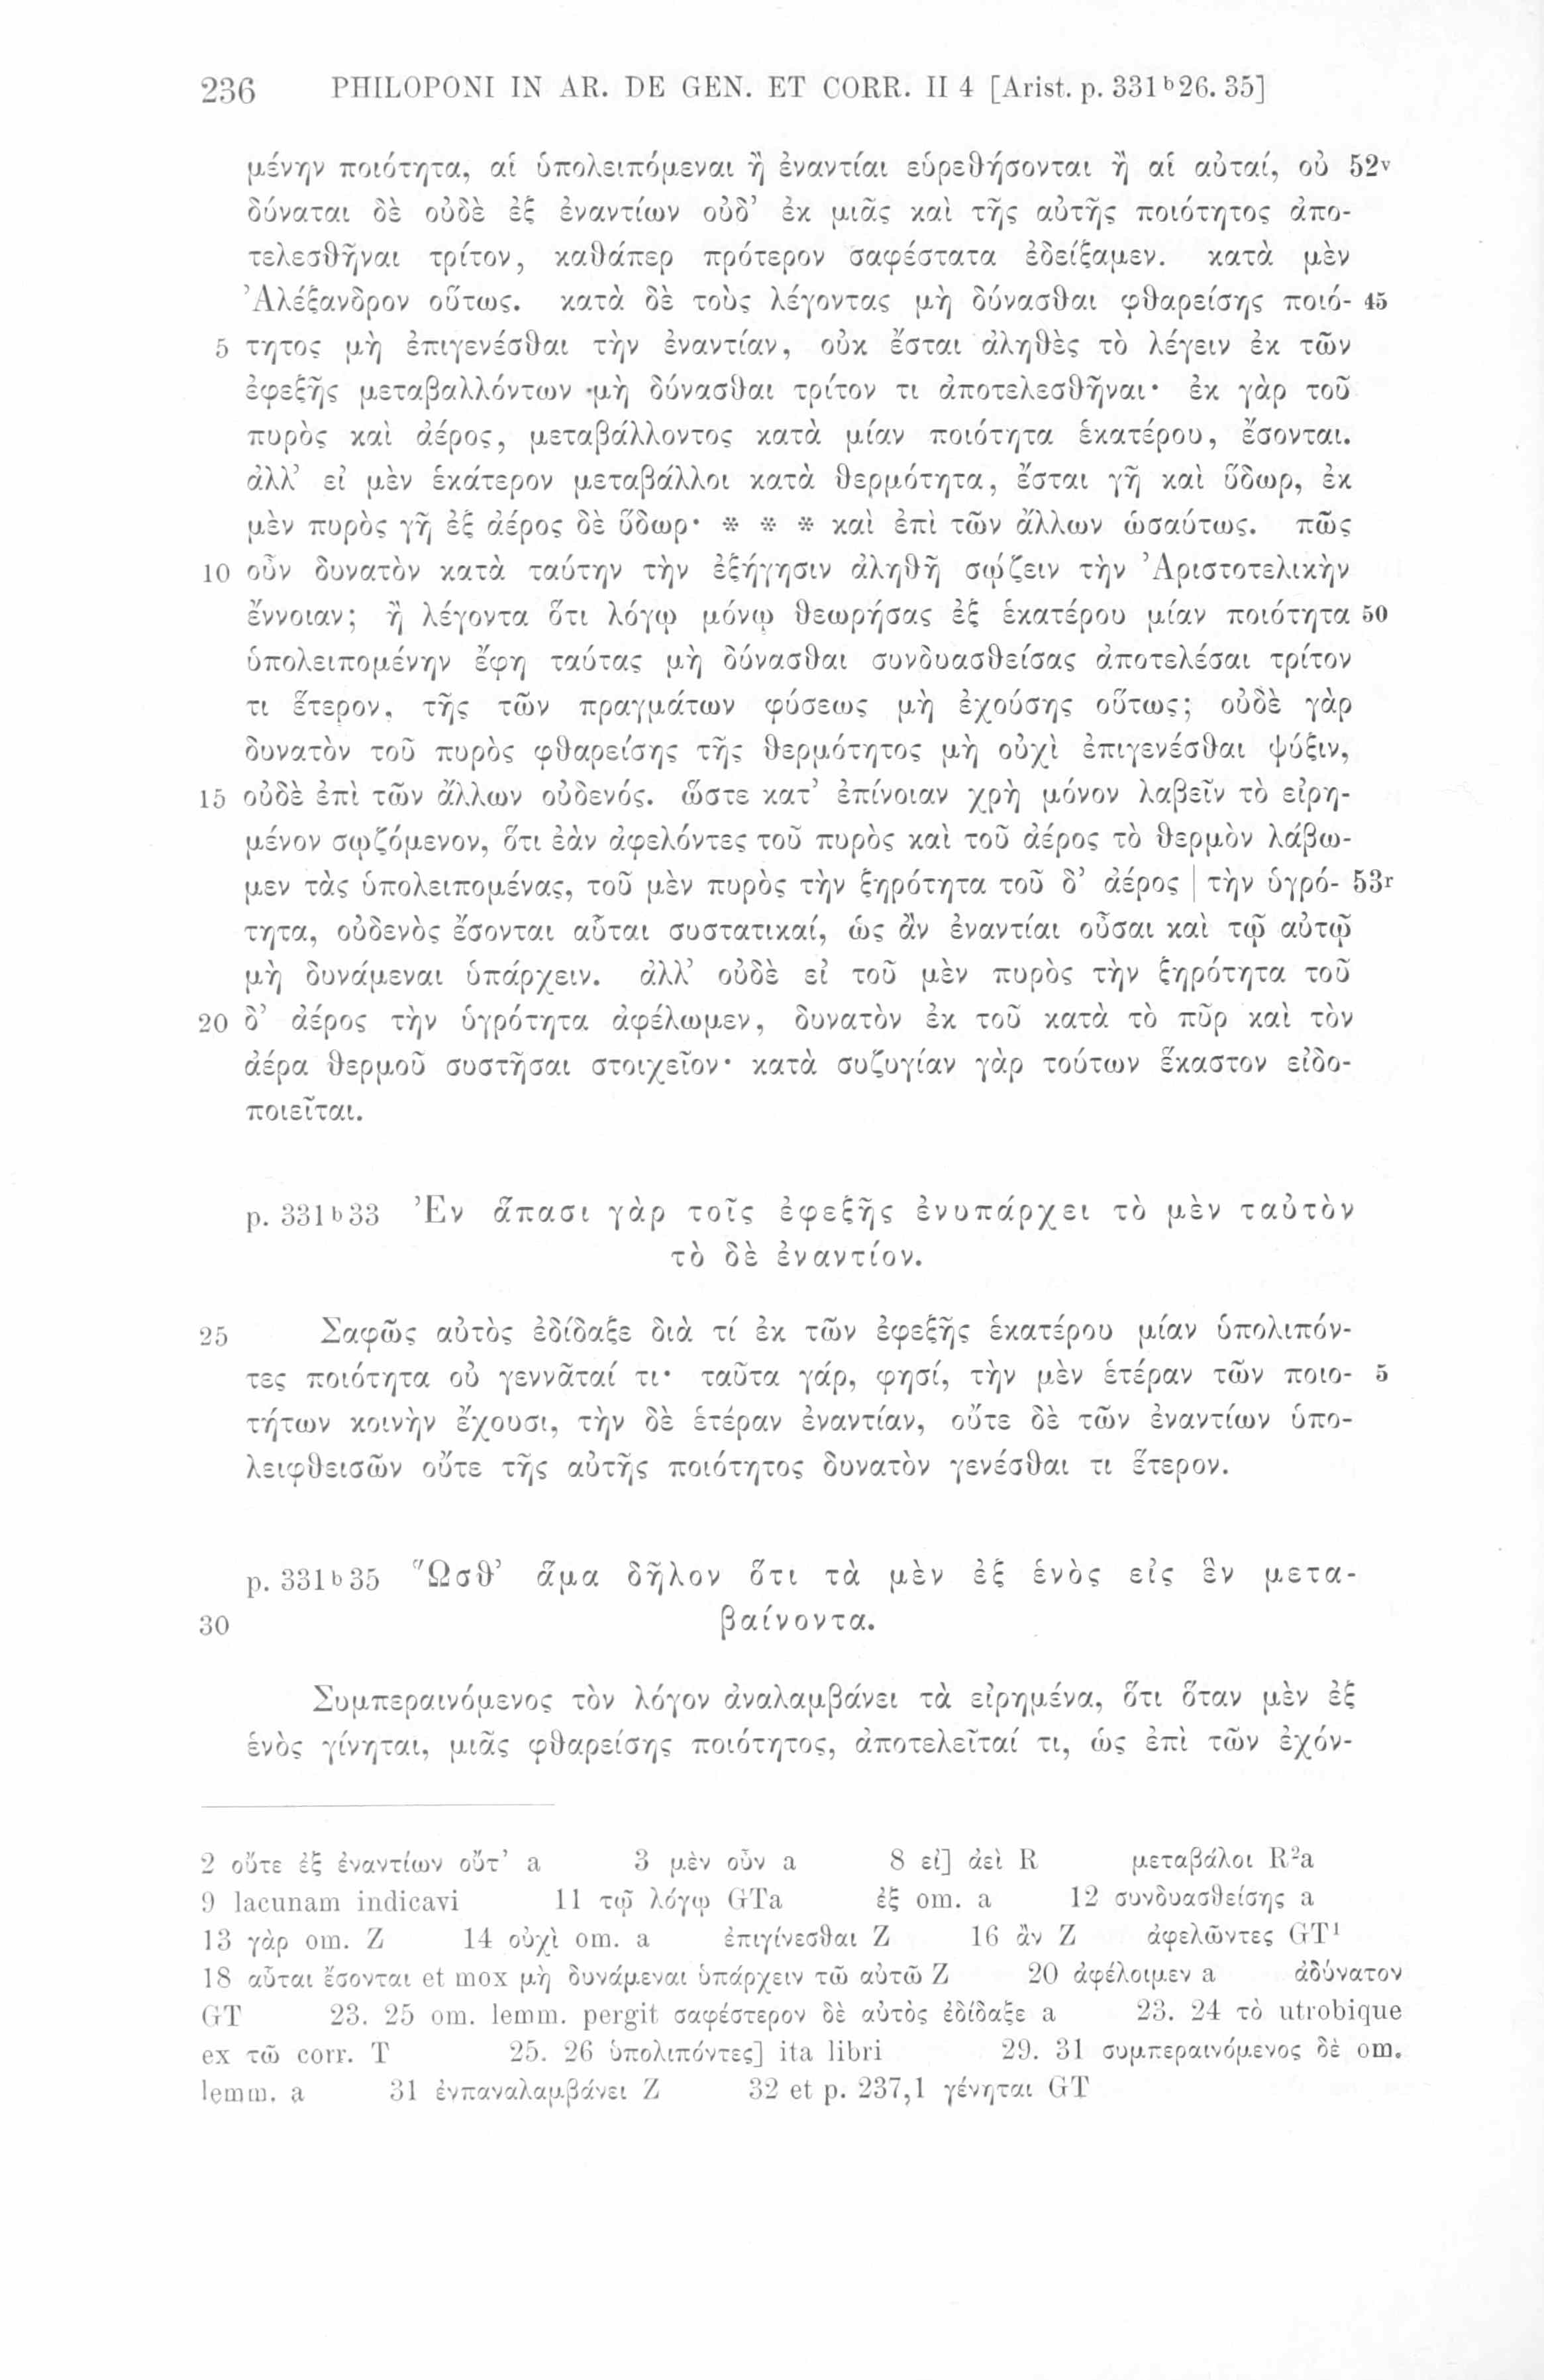 236 PHILOPONI IN AR. DE GEN. ET CORR. II 4 [Arist. p. 331ᵇ26. 35]
μένην ποιότητα, αἱ ὑπολειπόμεναι ἢ ἐναντίαι εὑρεθήσονται ἢ αἱ αὐταί, οὐ 52v
δύναται δὲ οὐδὲ ἐξ ἐναντίων οὐδ’ ἐκ μιᾶς καὶ τῆς αὐτῆς ποιότητος ἀπο-
τελεσθῆναι τρίτον, καθάπερ πρότερον σαφέστατα ἐδείξαμεν. κατὰ μὲν
Ἀλέξανδρον οὕτως. κατὰ δὲ τοὺς λέγοντας μὴ δύνασθαι φθαρείσης ποιό- 45
5 τητος μὴ ἐπιγενέσθαι τὴν ἐναντίαν, οὐκ ἔσται ἀληθὲς τὸ λέγειν ἐκ τῶν
ἐφεξῆς μεταβαλλόντων μὴ δύνασθαι τρίτον τι ἀποτελεσθῆναι· ἐκ γὰρ τοῦ
πυρὸς καὶ ἀέρος, μεταβάλλοντος κατὰ μίαν ποιότητα ἑκατέρου, ἔσονται.
ἀλλ’ εἰ μὲν ἑκάτερον μεταβάλλοι κατὰ θερμότητα, ἔσται γῆ καὶ ὕδωρ, ἐκ
μὲν πυρὸς γῆ ἐξ ἀέρος δὲ ὕδωρ· * * * καὶ ἐπὶ τῶν ἄλλων ὡσαύτως. πῶς
10 οὖν δυνατὸν κατὰ ταύτην τὴν ἐξήγησιν ἀληθῆ σῴζειν τὴν Ἀριστοτελικὴν
ἔννοιαν; ἢ λέγοντα ὅτι λόγῳ μόνῳ θεωρήσας ἐξ ἑκατέρου μίαν ποιότητα 50
ὑπολειπομένην ἔφη ταύτας μὴ δύνασθαι συνδυασθείσας ἀποτελέσαι τρίτον
τι ἕτερον, τῆς τῶν πραγμάτων φύσεως μὴ ἐχούσης οὕτως; οὐδὲ γὰρ
δυνατὸν τοῦ πυρὸς φθαρείσης τῆς θερμότητος μὴ οὐχὶ ἐπιγενέσθαι ψύξιν,
15 οὐδὲ ἐπὶ τῶν ἄλλων οὐδενός. ὥστε κατ’ ἐπίνοιαν χρὴ μόνον λαβεῖν τὸ εἰρη-
μένον σῳζόμενον, ὅτι ἐὰν ἀφελόντες τοῦ πυρὸς καὶ τοῦ ἀέρος τὸ θερμὸν λάβω-
μεν τὰς ὑπολειπομένας, τοῦ μὲν πυρὸς τὴν ξηρότητα τοῦ δ’ ἀέρος | τὴν ὑγρό- 53r
τητα, οὐδενὸς ἔσονται αὗται συστατικαί, ὡς ἂν ἐναντίαι οὖσαι καὶ τῷ αὐτῷ
μὴ δυνάμεναι ὑπάρχειν. ἀλλ’ οὐδὲ εἰ τοῦ μὲν πυρὸς τὴν ξηρότητα τοῦ
20 δ’ ἀέρος τὴν ὑγρότητα ἀφέλωμεν, δυνατὸν ἐκ τοῦ κατὰ τὸ πῦρ καὶ τὸν
ἀέρα θερμοῦ συστῆσαι στοιχεῖον· κατὰ συζυγίαν γὰρ τούτων ἕκαστον εἰδο-
ποιεῖται.
p. 331ᵇ33 Ἐν ἅπασι γὰρ τοῖς ἐφεξῆς ἐνυπάρχει τὸ μὲν ταὐτὸν
τὸ δὲ ἐναντίον.
25 Σαφῶς αὐτὸς ἐδίδαξε διὰ τί ἐκ τῶν ἐφεξῆς ἑκατέρου μίαν ὑπολιπόν-
τες ποιότητα οὐ γεννᾶταί τι· ταῦτα γάρ, φησί, τὴν μὲν ἑτέραν τῶν ποιο- 5
τήτων κοινὴν ἔχουσι, τὴν δὲ ἑτέραν ἐναντίαν, οὔτε δὲ τῶν ἐναντίων ὑπο-
λειφθεισῶν οὔτε τῆς αὐτῆς ποιότητος δυνατὸν γενέσθαι τι ἕτερον.
p. 331ᵇ35 Ὥσθ’ ἅμα δῆλον ὅτι τὰ μὲν ἐξ ἑνὸς εἰς ἓν μετα-
30 βαίνοντα.
Συμπεραινόμενος τὸν λόγον ἀναλαμβάνει τὰ εἰρημένα, ὅτι ὅταν μὲν ἐξ
ἑνὸς γίνηται, μιᾶς φθαρείσης ποιότητος, ἀποτελεῖταί τι, ὡς ἐπὶ τῶν ἐχόν-
2 οὔτε ἐξ ἐναντίων οὔτ’ a 3 μὲν οὖν a 8 εἰ] ἀεὶ R μεταβάλοι R²a
9 lacunam indicavi 11 τῷ λόγῳ GTa ἐξ om. a 12 συνδυασθείσης a
13 γὰρ om. Z 14 οὐχὶ om. a ἐπιγίνεσθαι Z 16 ἂν Z ἀφελῶντες GT¹
18 αὗται ἔσονται et mox μὴ δυνάμεναι ὑπάρχειν τῶ αὐτῶ Z 20 ἀφέλοιμεν a ἀδύνατον
GT 23. 25 om. lemm. pergit σαφέστερον δὲ αὐτὸς ἐδίδαξε a 23. 24 τὸ utrobique
ex τῶ corr. T 25. 26 ὑπολιπόντες] ita libri 29. 31 συμπεραινόμενος δὲ om.
lemm. a 31 ἐνπαναλαμβάνει Z 32 et p. 237,1 γένηται GT